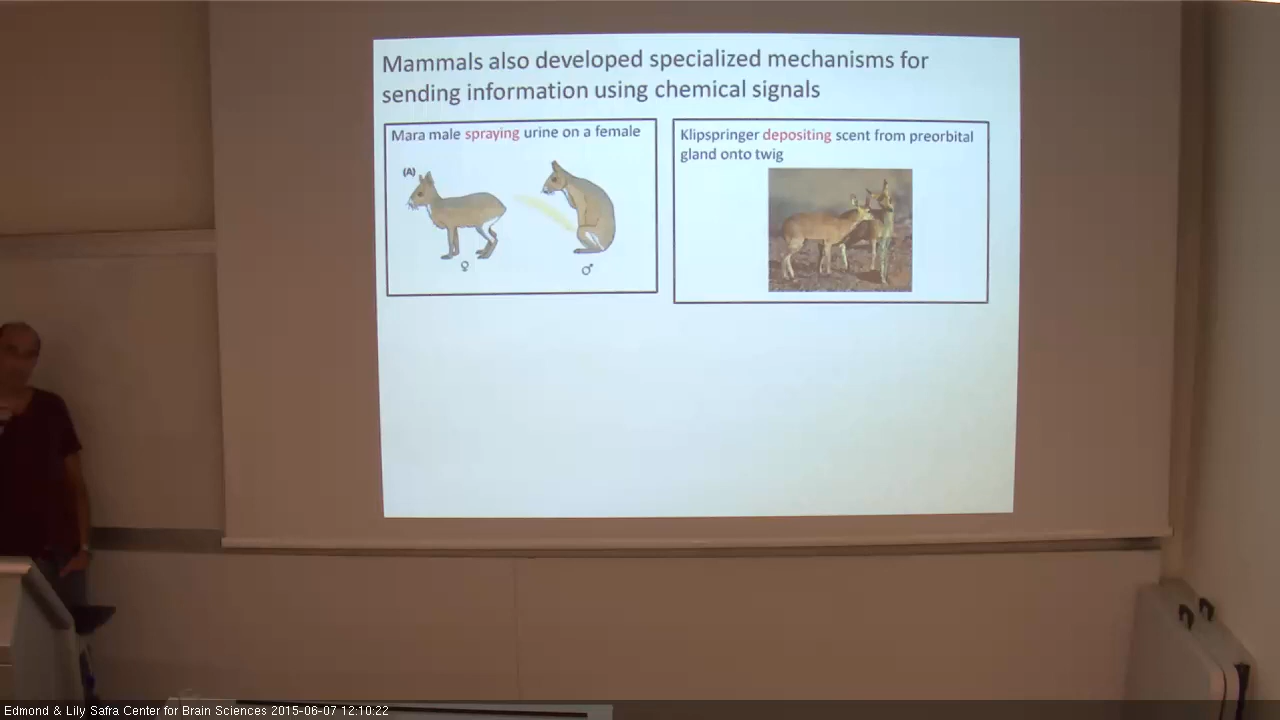 Mammals also developed specialized mechanisms for
sending information using chemical signals
Mara male spraying urine on a female
(A)
♀
♂
Klipspringer depositing scent from preorbital
gland onto twig
Edmond & Lily Safra Center for Brain Sciences 2015-06-07 12:10:22